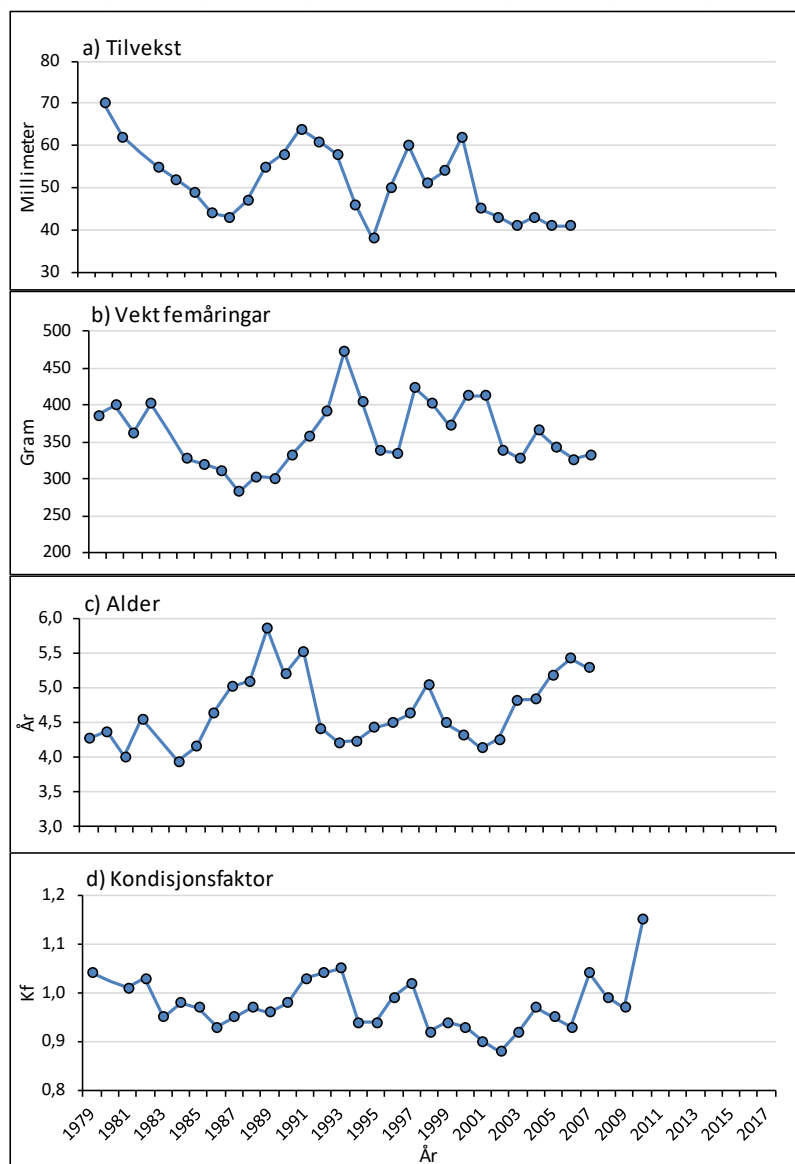 a) Tilvekst
80
70
60
50
40
30
Millimeter
b) Vekt femåringar
500
450
400
350
300
250
200
Gram
c) Alder
6,0
5,5
5,0
4,5
4,0
3,5
3,0
År
d) Kondisjonsfaktor
1,2
1,1
1,0
0,9
0,8
Kf
1979 1981 1983 1985 1987 1989 1991 1993 1995 1997 1999 2001 2003 2005 2007 2009 2011 2013 2015 2017
År